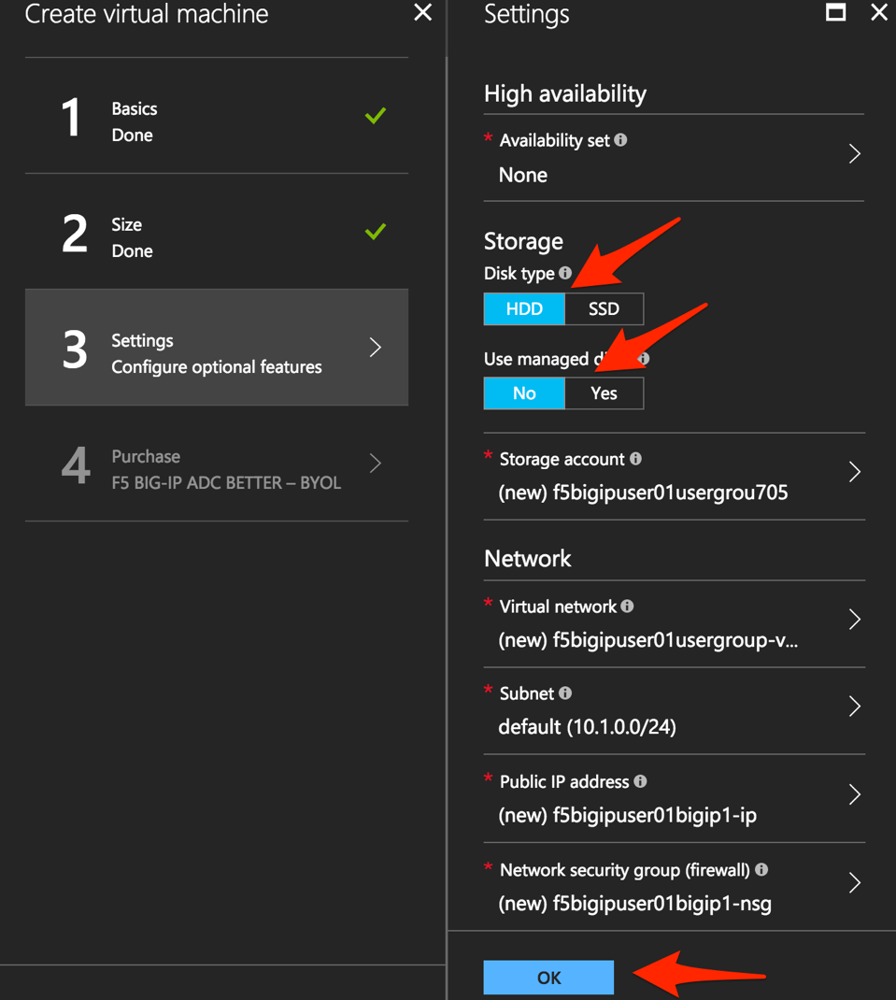 Create virtual machine
1
Basics
Done
2
Size
Done
3
Settings
Configure optional features
4
Purchase
F5 BIG-IP ADC BETTER – BYOL
Settings
High availability
* Availability set
None
Storage
Disk type
HDD SSD
Use managed
No Yes
* Storage account
(new) f5bigipuser01usergrou705
Network
* Virtual network
(new) f5bigipuser01usergroup-v...
* Subnet
default (10.1.0.0/24)
* Public IP address
(new) f5bigipuser01bigip1-ip
* Network security group (firewall)
(new) f5bigipuser01bigip1-nsg
OK